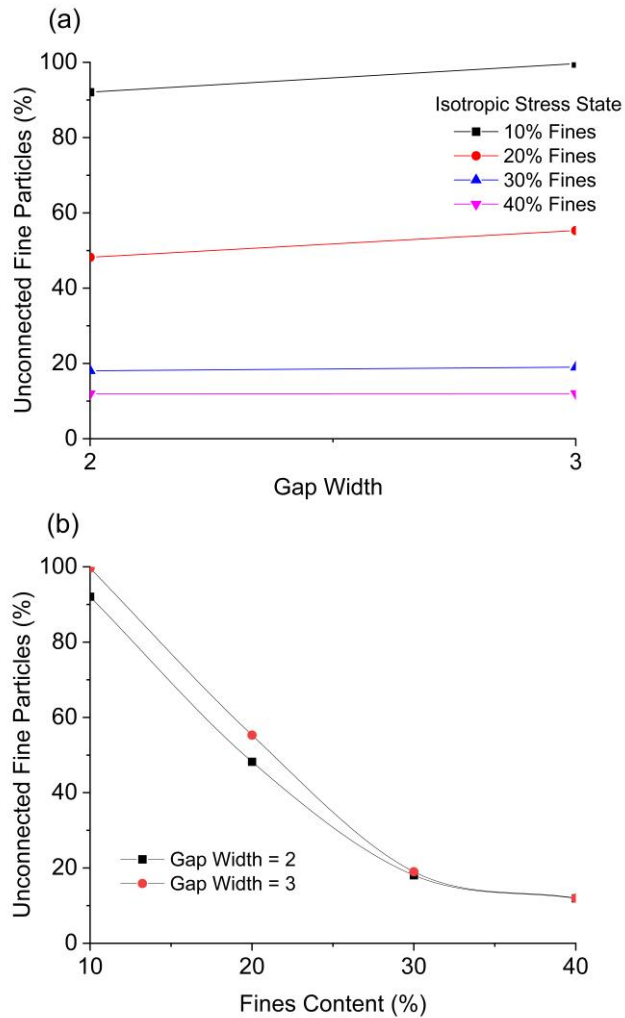 (a)
100
80
60
40
20
0
Unconnected Fine Particles (%)
Isotropic Stress State
10% Fines
20% Fines
30% Fines
40% Fines
2
3
Gap Width
(b)
100
80
60
40
20
0
Unconnected Fine Particles (%)
Gap Width = 2
Gap Width = 3
10
20
30
40
Fines Content (%)